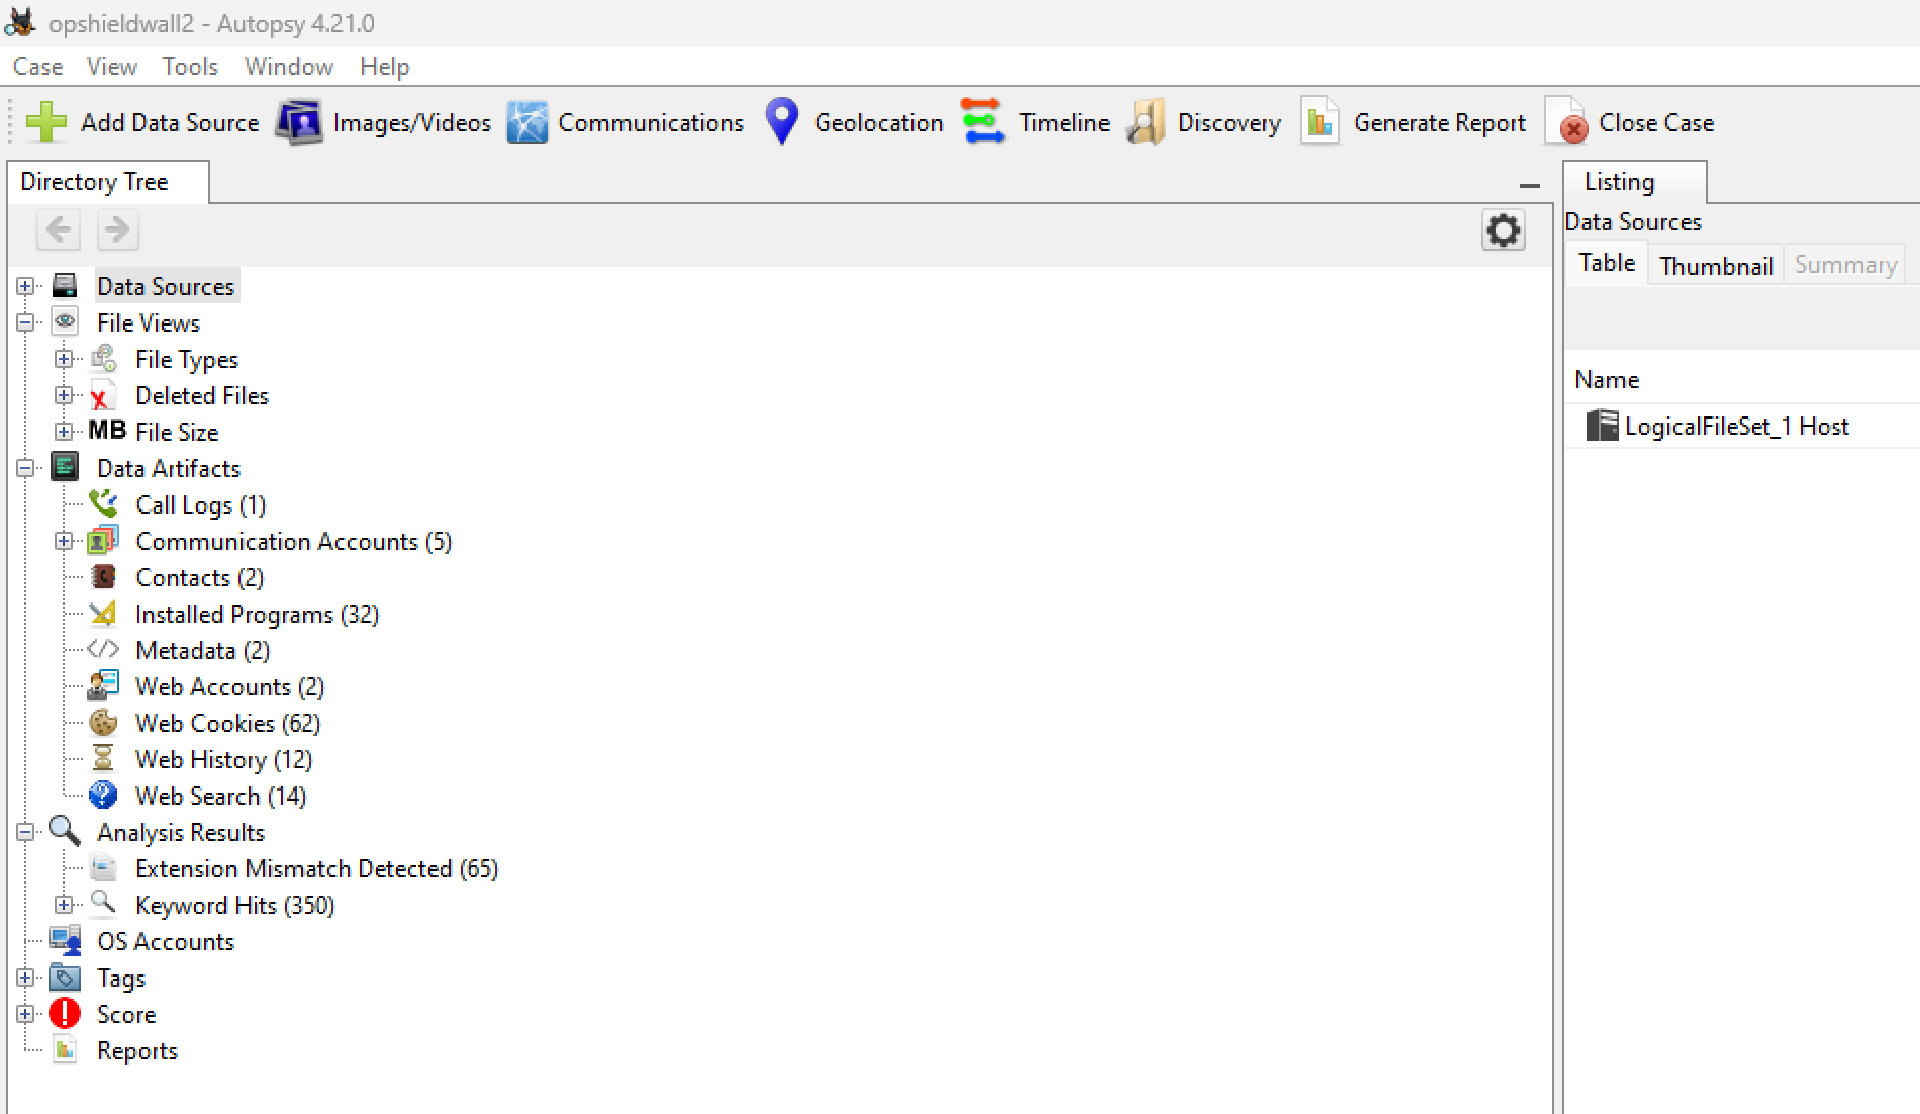 opshieldwall2 - Autopsy 4.21.0
Case View Tools Window Help
Add Data Source Images/Videos Communications Geolocation Timeline Discovery Generate Report Close Case
Directory Tree
Data Sources
File Views
File Types
Deleted Files
MB File Size
Data Artifacts
Call Logs (1)
Communication Accounts (5)
Contacts (2)
Installed Programs (32)
Metadata (2)
Web Accounts (2)
Web Cookies (62)
Web History (12)
Web Search (14)
Analysis Results
Extension Mismatch Detected (65)
Keyword Hits (350)
OS Accounts
Tags
Score
Reports
Listing
Data Sources
Table Thumbnail Summary
Name
LogicalFileSet_1 Host